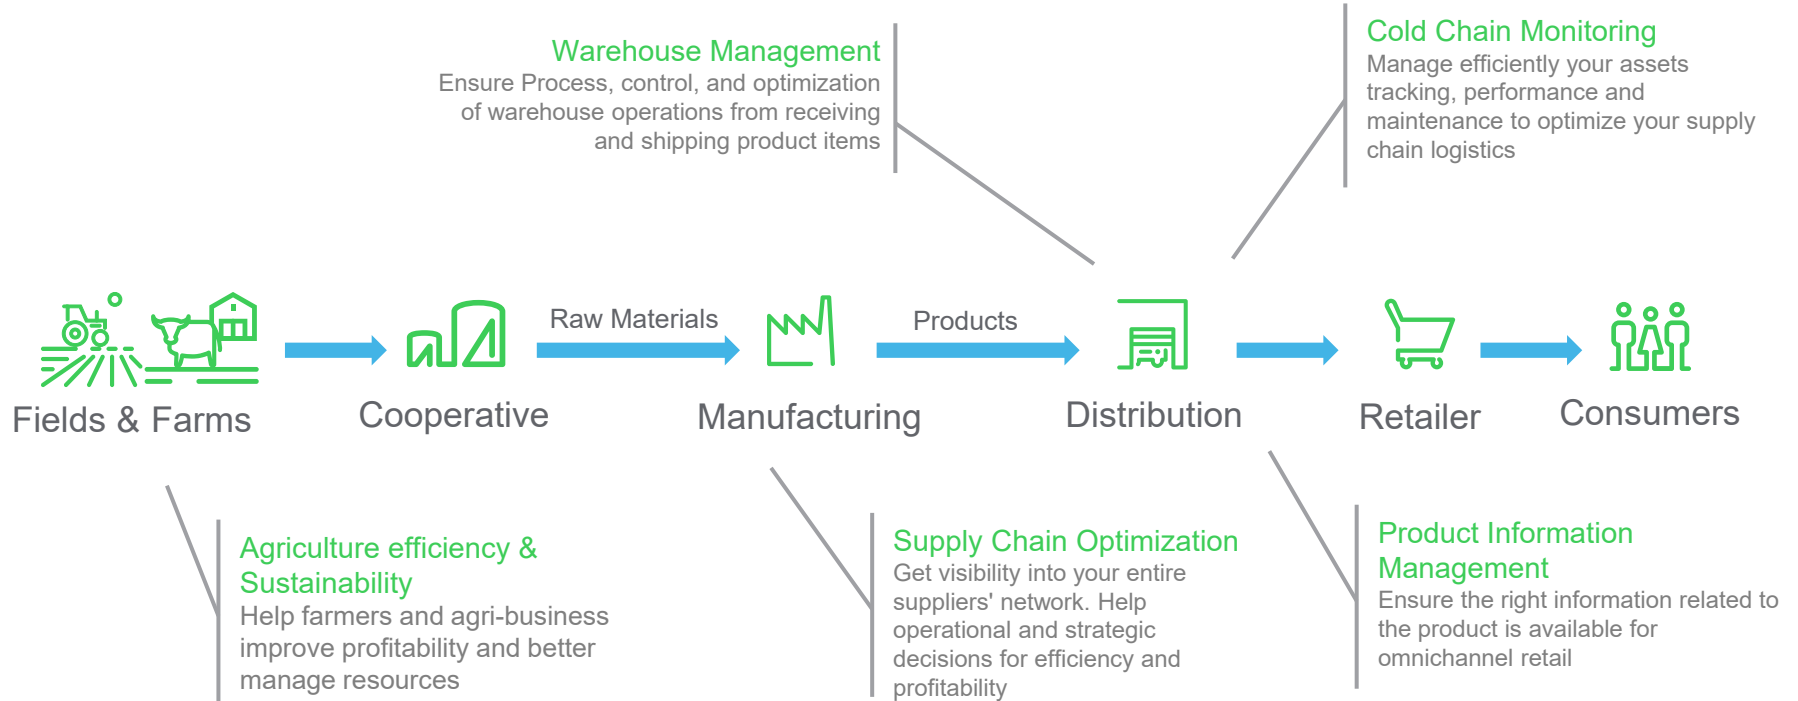 Warehouse Management
Ensure Process, control, and optimization
of warehouse operations from receiving
and shipping product items
Cold Chain Monitoring
Manage efficiently your assets
tracking, performance and
maintenance to optimize your supply
chain logistics
Raw Materials
Products
Fields & Farms
Cooperative
Manufacturing
Distribution
Retailer
Consumers
Agriculture efficiency &
Sustainability
Help farmers and agri-business
improve profitability and better
manage resources
Supply Chain Optimization
Get visibility into your entire
suppliers' network. Help
operational and strategic
decisions for efficiency and
profitability
Product Information
Management
Ensure the right information related to
the product is available for
omnichannel retail